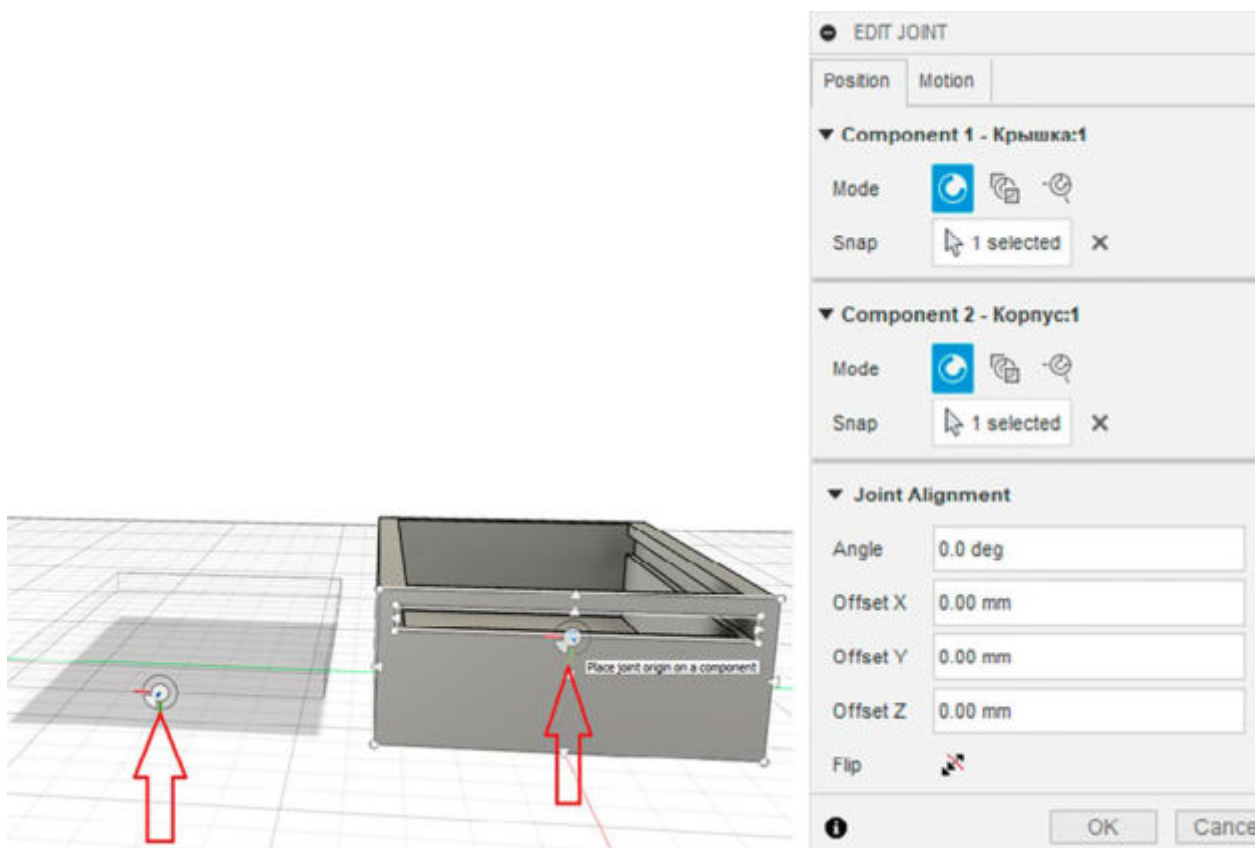 EDIT JOINT
Position Motion
Component 1 - Крышка:1
Mode
Snap 1 selected
Component 2 - Корпус:1
Mode
Snap 1 selected
Joint Alignment
Angle 0.0 deg
Offset X 0.00 mm
Offset Y 0.00 mm
Offset Z 0.00 mm
Flip
OK Cance
Place joint origin on a component